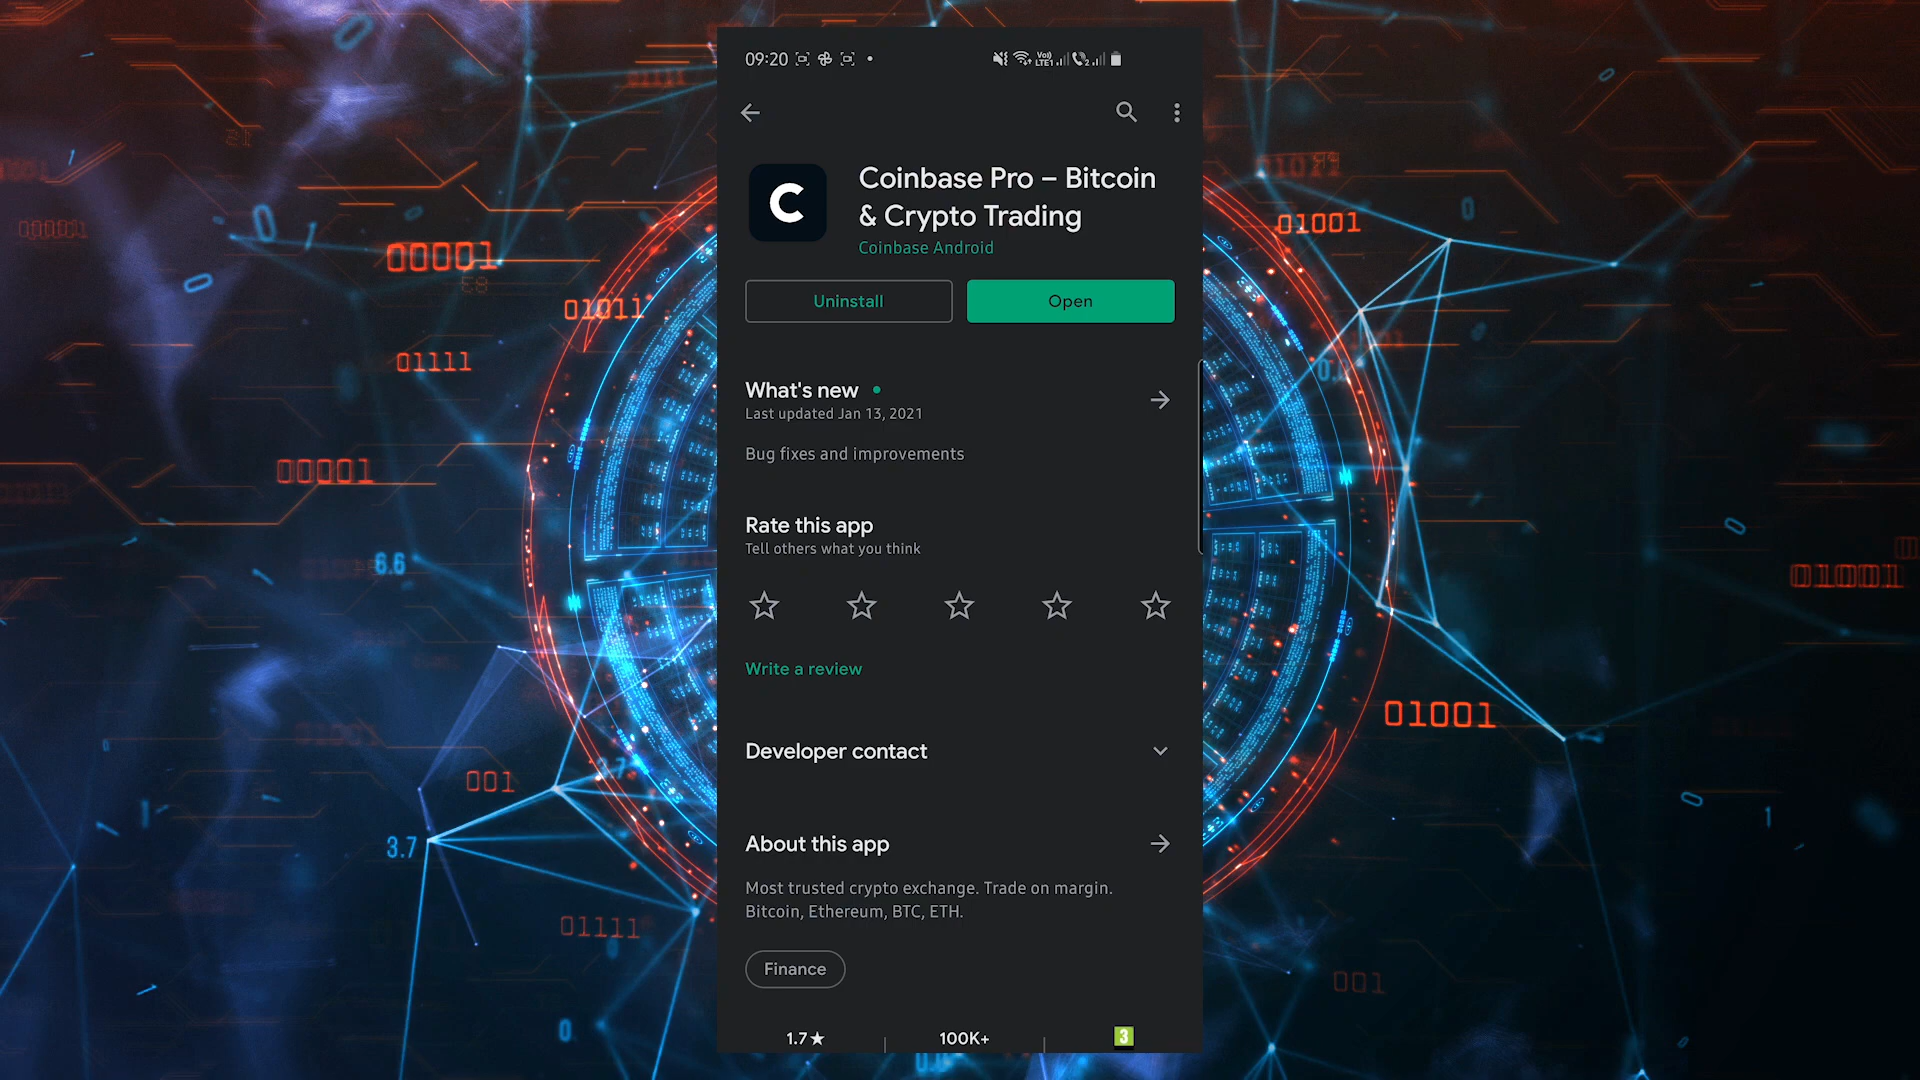 09:20
VoD
LTE1
Coinbase Pro – Bitcoin
& Crypto Trading
Coinbase Android
Uninstall
Open
What's new
Last updated Jan 13, 2021
Bug fixes and improvements
Rate this app
Tell others what you think
Write a review
Developer contact
About this app
Most trusted crypto exchange. Trade on margin.
Bitcoin, Ethereum, BTC, ETH.
Finance
1.7★
100K+
3
00001
01011
01111
00001
6.6
001
3.7
01111
01001
01001
01001
001